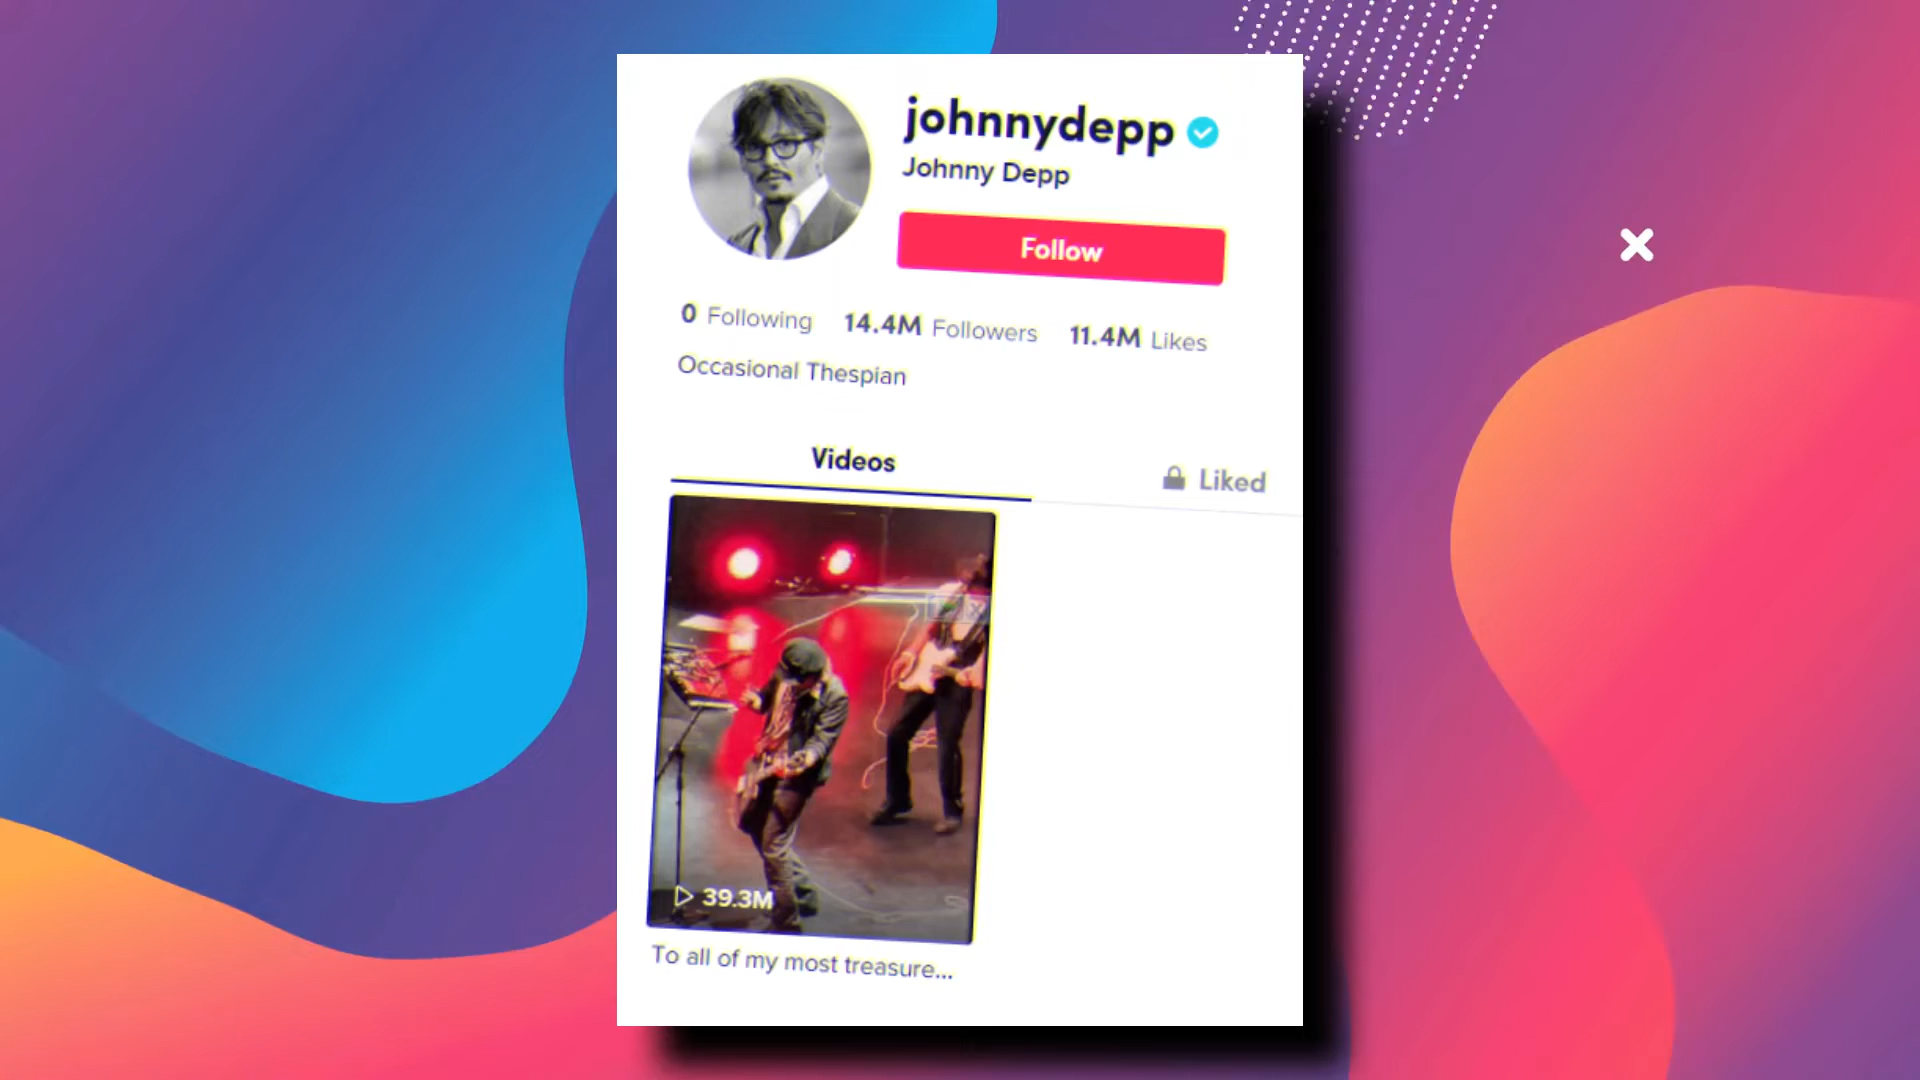 johnnydepp
Johnny Depp
Follow
0 Following 14.4M Followers 11.4M Likes
Occasional Thespian
Videos
Liked
39.3M
To all of my most treasure...